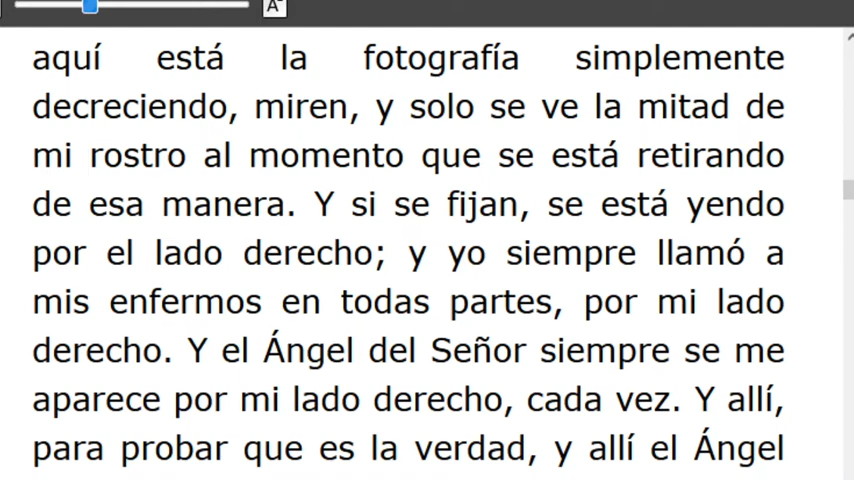 A
aquí está la fotografía simplemente
decreciendo, miren, y solo se ve la mitad de
mi rostro al momento que se está retirando
de esa manera. Y si se fijan, se está yendo
por el lado derecho; y yo siempre llamó a
mis enfermos en todas partes, por mi lado
derecho. Y el Ángel del Señor siempre se me
aparece por mi lado derecho, cada vez. Y allí,
para probar que es la verdad, y allí el Ángel